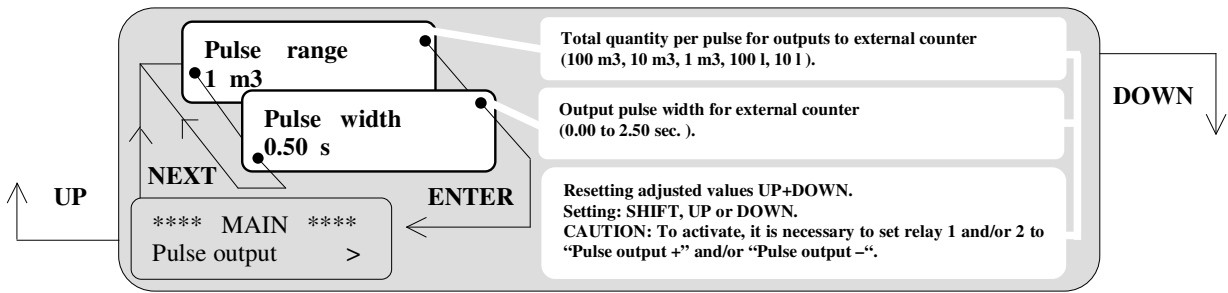 Pulse range
1 m3
Pulse width
0.50 s
Total quantity per pulse for outputs to external counter
(100 m3, 10 m3, 1 m3, 100 l, 10 l ).
Output pulse width for external counter
(0.00 to 2.50 sec. ).
Resetting adjusted values UP+DOWN.
Setting: SHIFT, UP or DOWN.
CAUTION: To activate, it is necessary to set relay 1 and/or 2 to
“Pulse output +” and/or “Pulse output –“.
DOWN
UP
NEXT
ENTER
**** MAIN ****
Pulse output >